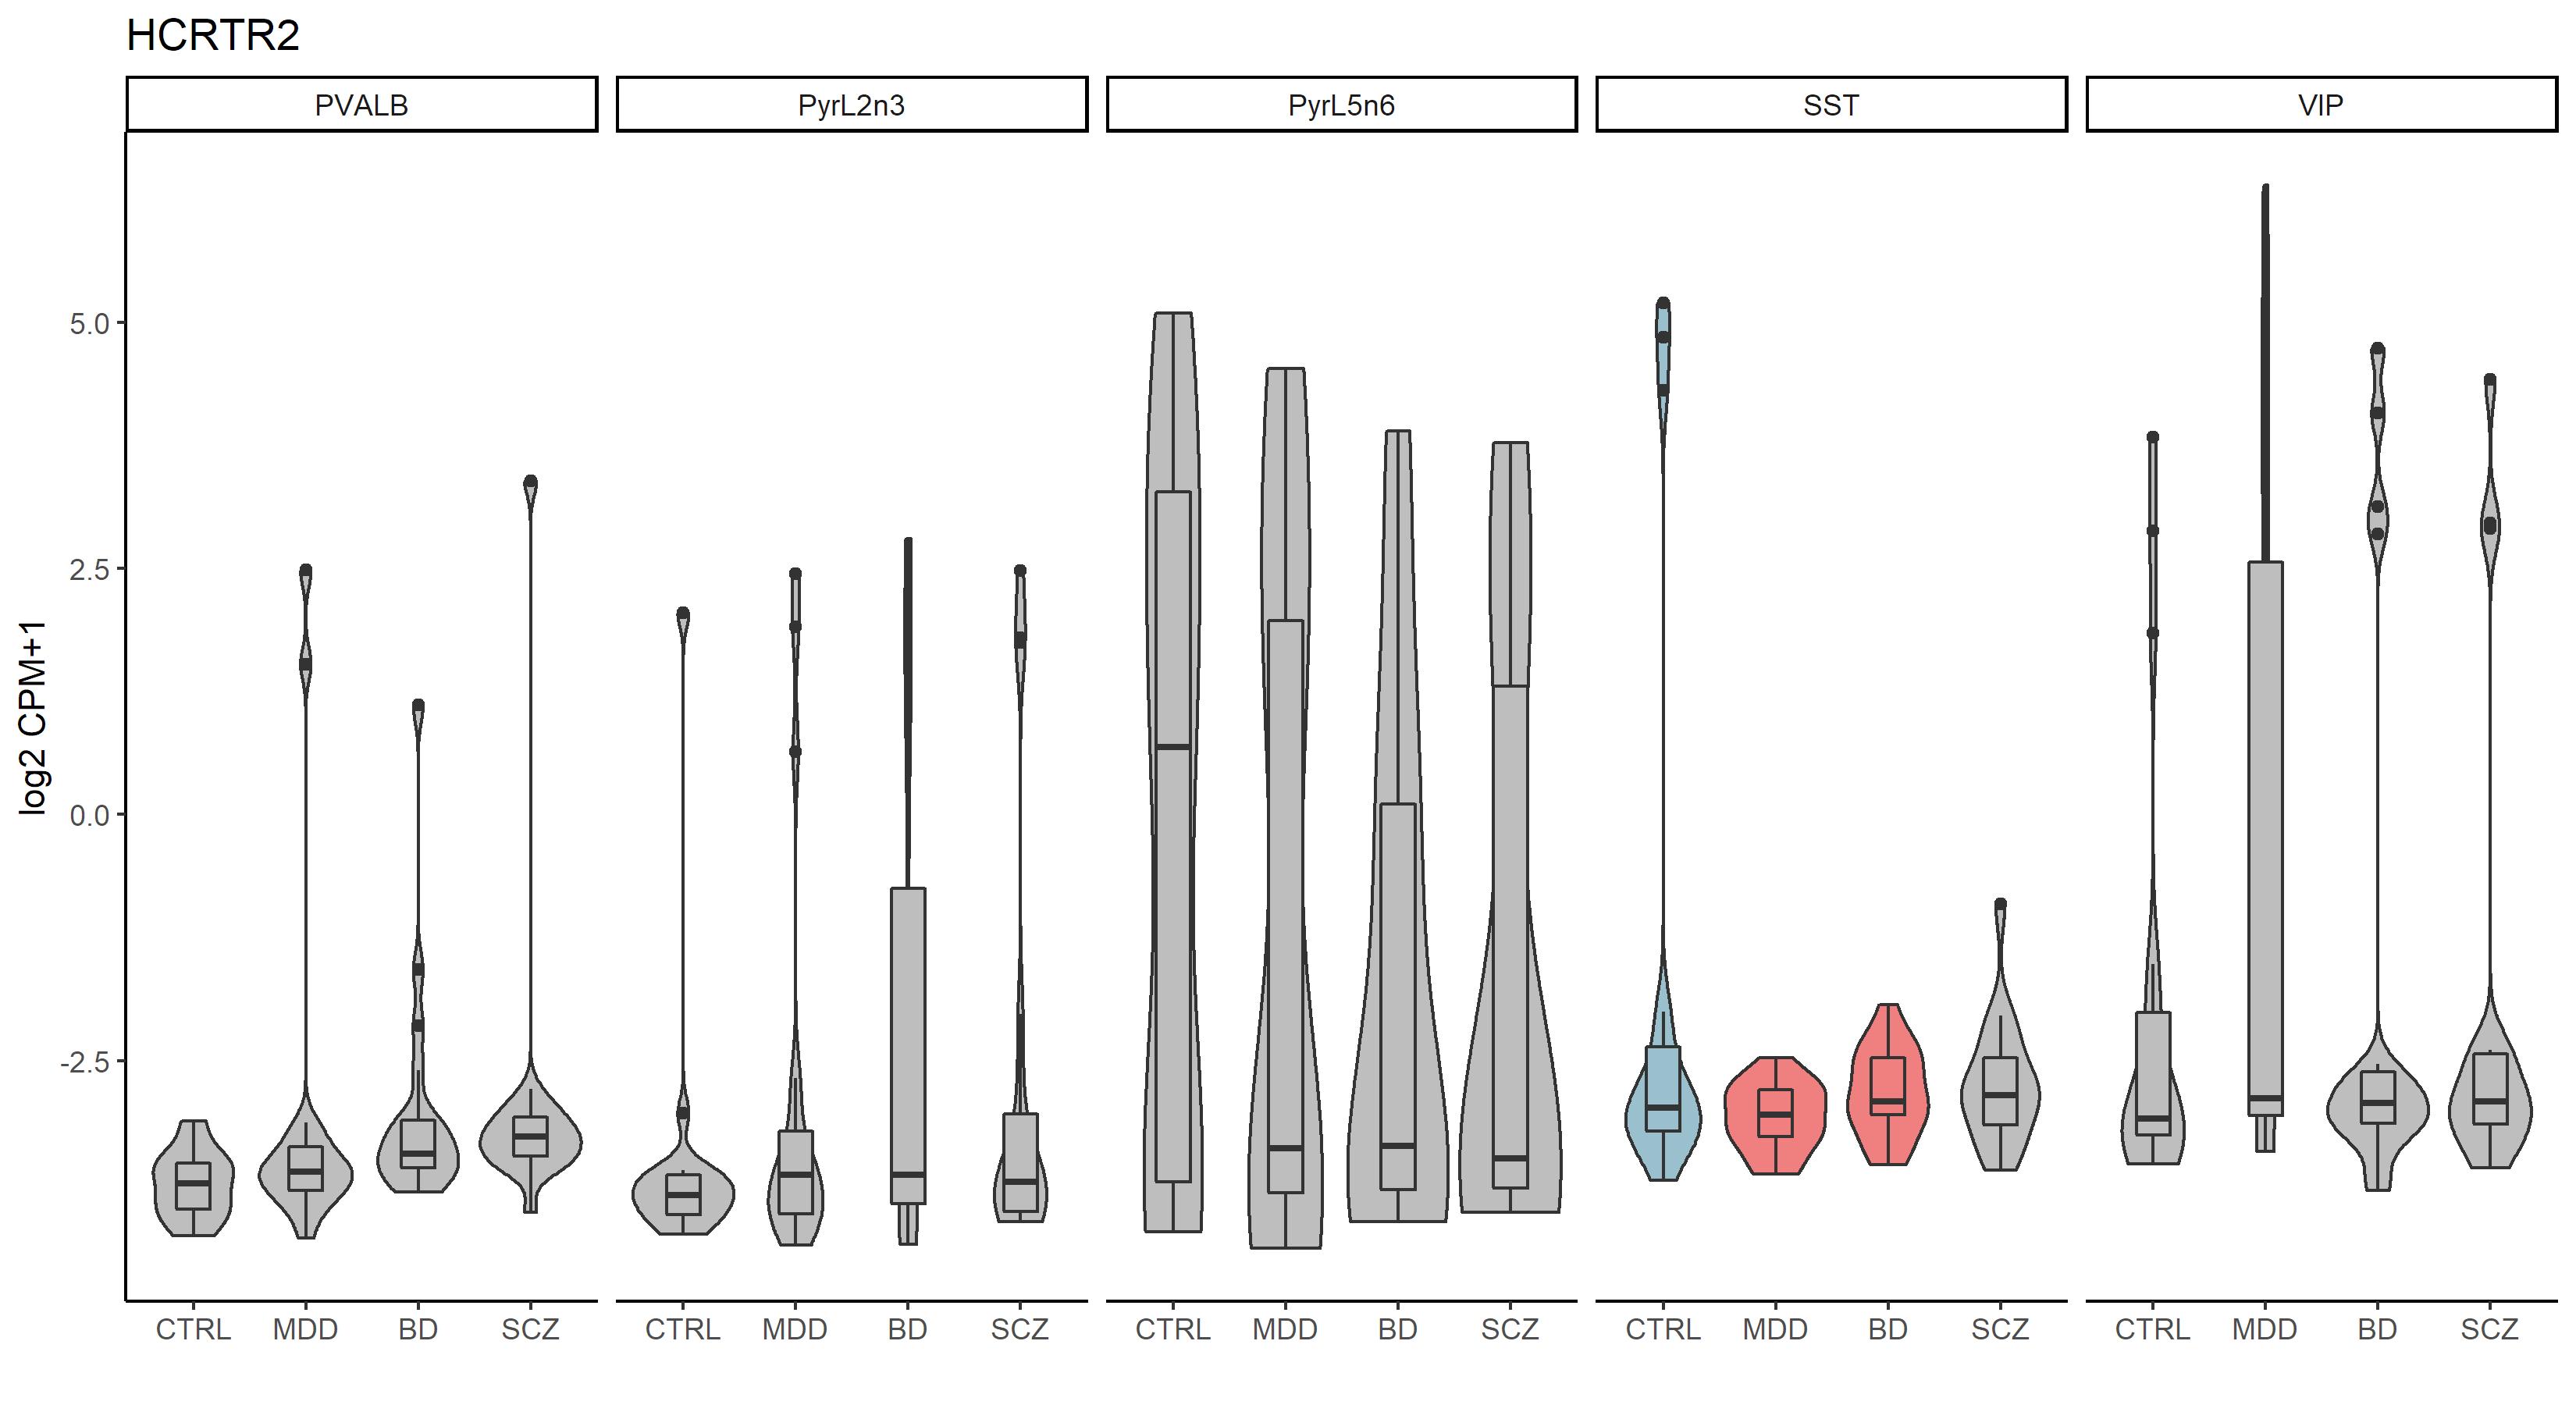 HCRTR2
PVALB PyrL2n3 PyrL5n6 SST VIP
log2 CPM+1
5.0
2.5
0.0
-2.5
CTRL MDD BD SCZ CTRL MDD BD SCZ CTRL MDD BD SCZ CTRL MDD BD SCZ CTRL MDD BD SCZ